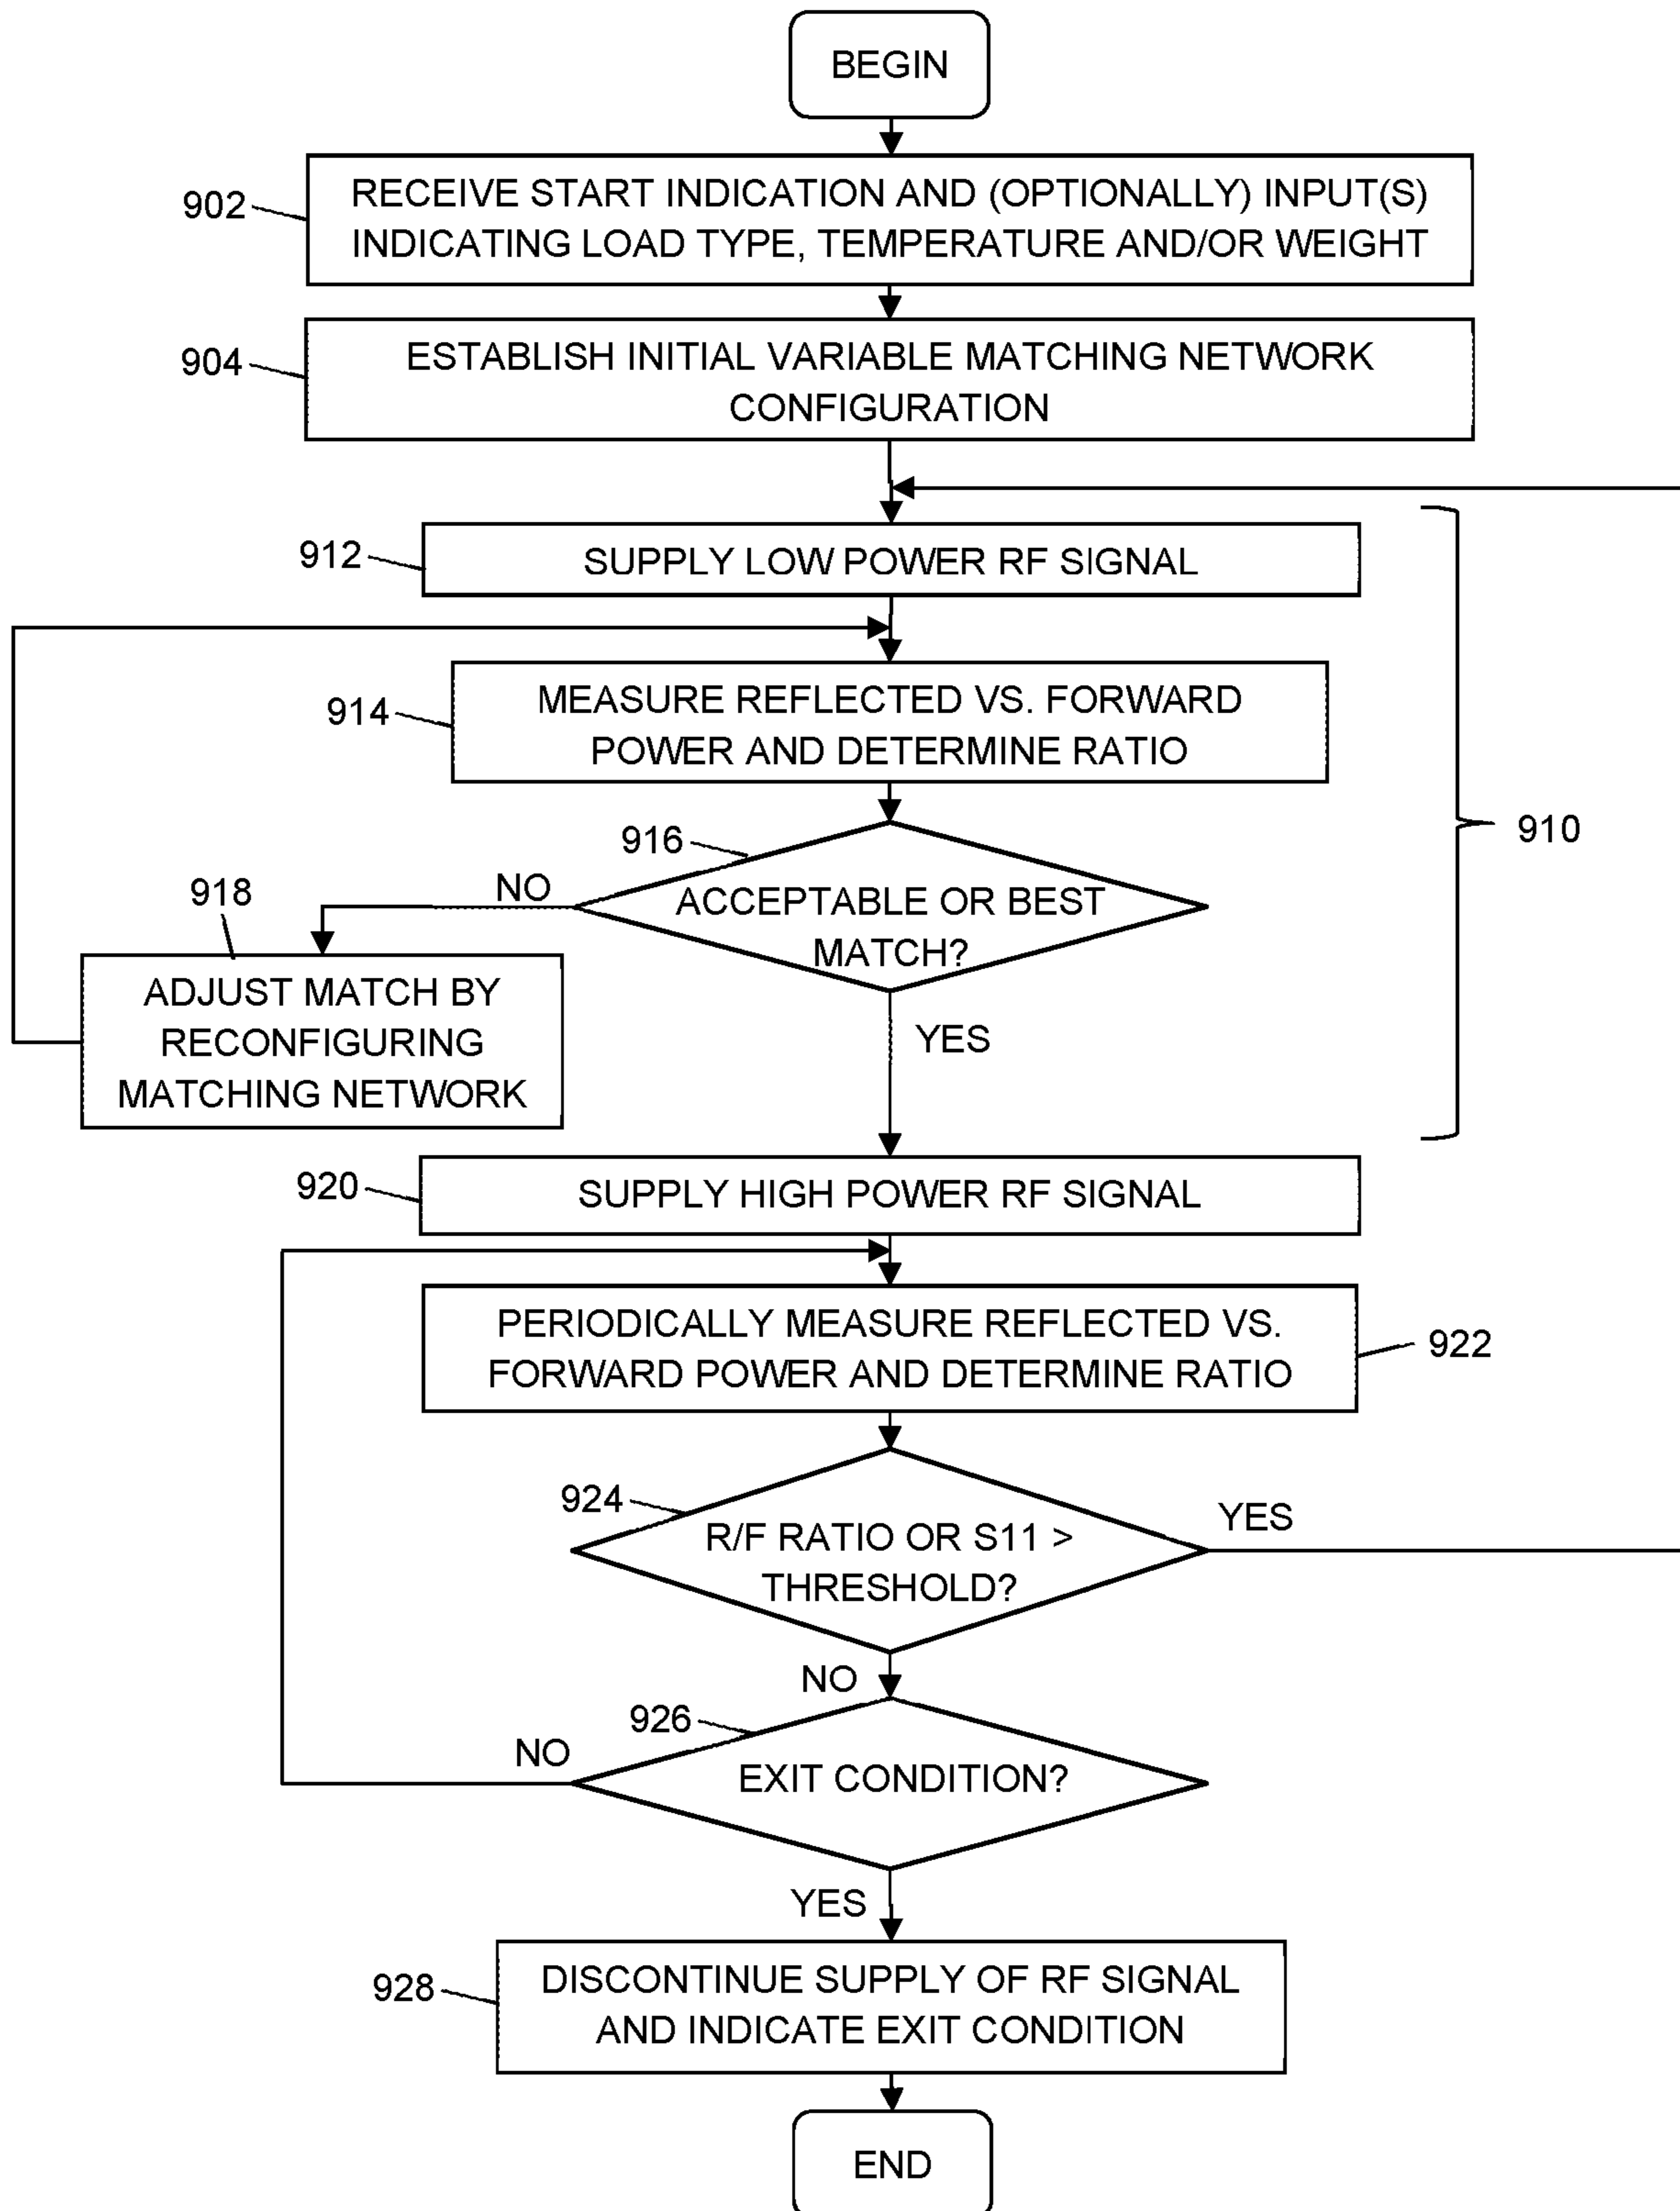 BEGIN
902
RECEIVE START INDICATION AND (OPTIONALLY) INPUT(S)
INDICATING LOAD TYPE, TEMPERATURE AND/OR WEIGHT
904
ESTABLISH INITIAL VARIABLE MATCHING NETWORK
CONFIGURATION
912
SUPPLY LOW POWER RF SIGNAL
914
MEASURE REFLECTED VS. FORWARD
POWER AND DETERMINE RATIO
910
916
ACCEPTABLE OR BEST
MATCH?
NO
918
ADJUST MATCH BY
RECONFIGURING
MATCHING NETWORK
YES
920
SUPPLY HIGH POWER RF SIGNAL
PERIODICALLY MEASURE REFLECTED VS.
FORWARD POWER AND DETERMINE RATIO
922
924
R/F RATIO OR S11 >
THRESHOLD?
YES
NO
926
NO
EXIT CONDITION?
YES
928
DISCONTINUE SUPPLY OF RF SIGNAL
AND INDICATE EXIT CONDITION
END